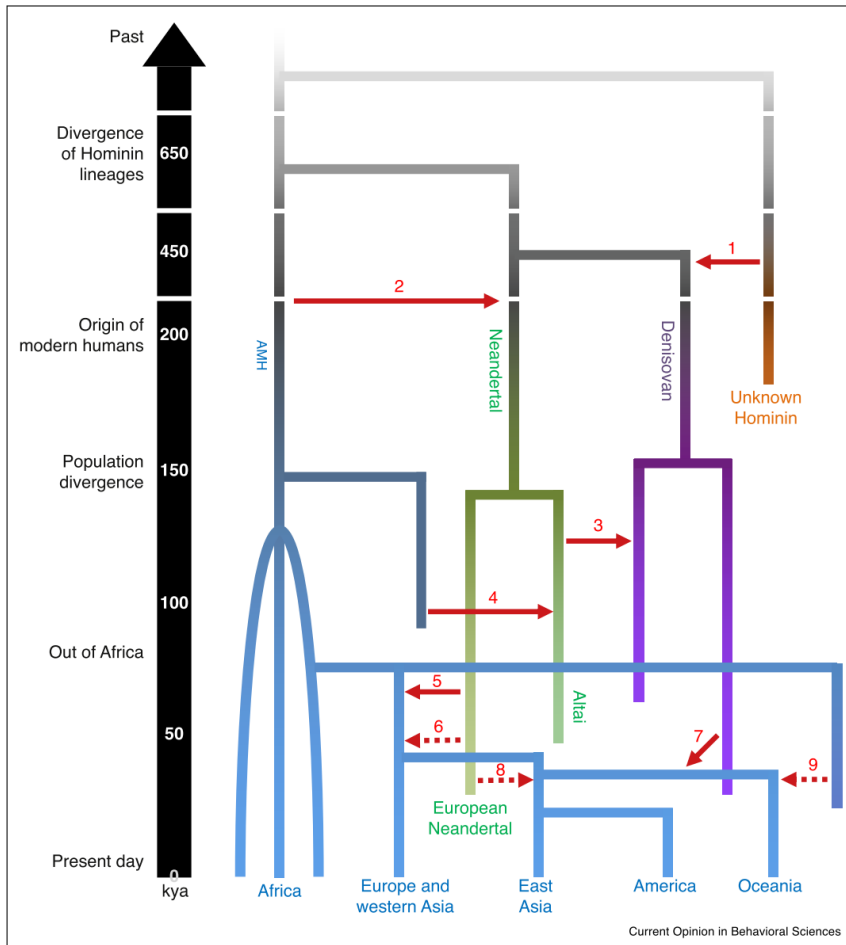 Past
Divergence
of Hominin
lineages
650
450
1
2
Origin of
modern humans
200
AMH
Neandertal
Denisovan
Unknown
Hominin
Population
divergence
150
3
100
4
Out of Africa
5
Altai
50
6
7
8
9
European
Neandertal
Present day
0
kya
Africa
Europe and
western Asia
East
Asia
America
Oceania
Current Opinion in Behavioral Sciences